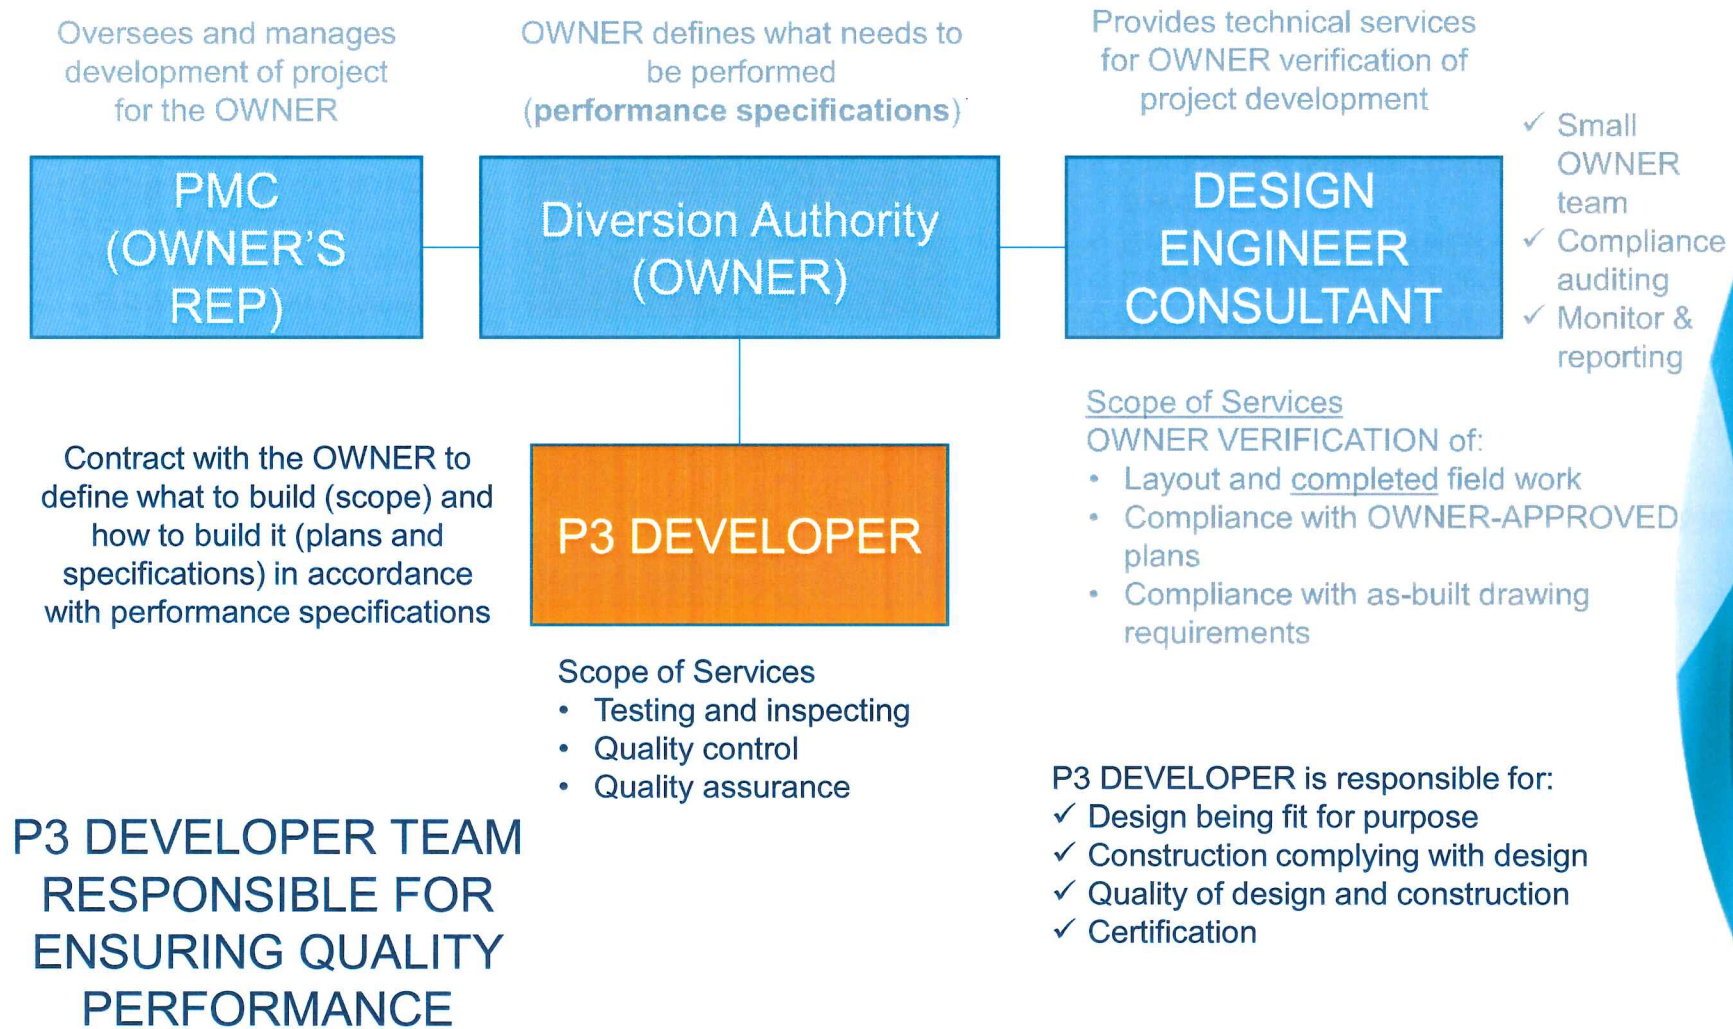 Oversees and manages
development of project
for the OWNER
OWNER defines what needs to
be performed
(performance specifications)
Provides technical services
for OWNER verification of
project development
✓ Small
OWNER
team
✓ Compliance
auditing
✓ Monitor &
reporting
PMC
(OWNER'S
REP)
Diversion Authority
(OWNER)
DESIGN
ENGINEER
CONSULTANT
Contract with the OWNER to
define what to build (scope) and
how to build it (plans and
specifications) in accordance
with performance specifications
P3 DEVELOPER
Scope of Services
OWNER VERIFICATION of:
• Layout and completed field work
• Compliance with OWNER-APPROVED
plans
• Compliance with as-built drawing
requirements
Scope of Services
• Testing and inspecting
• Quality control
• Quality assurance
P3 DEVELOPER is responsible for:
✓ Design being fit for purpose
✓ Construction complying with design
✓ Quality of design and construction
✓ Certification
P3 DEVELOPER TEAM
RESPONSIBLE FOR
ENSURING QUALITY
PERFORMANCE